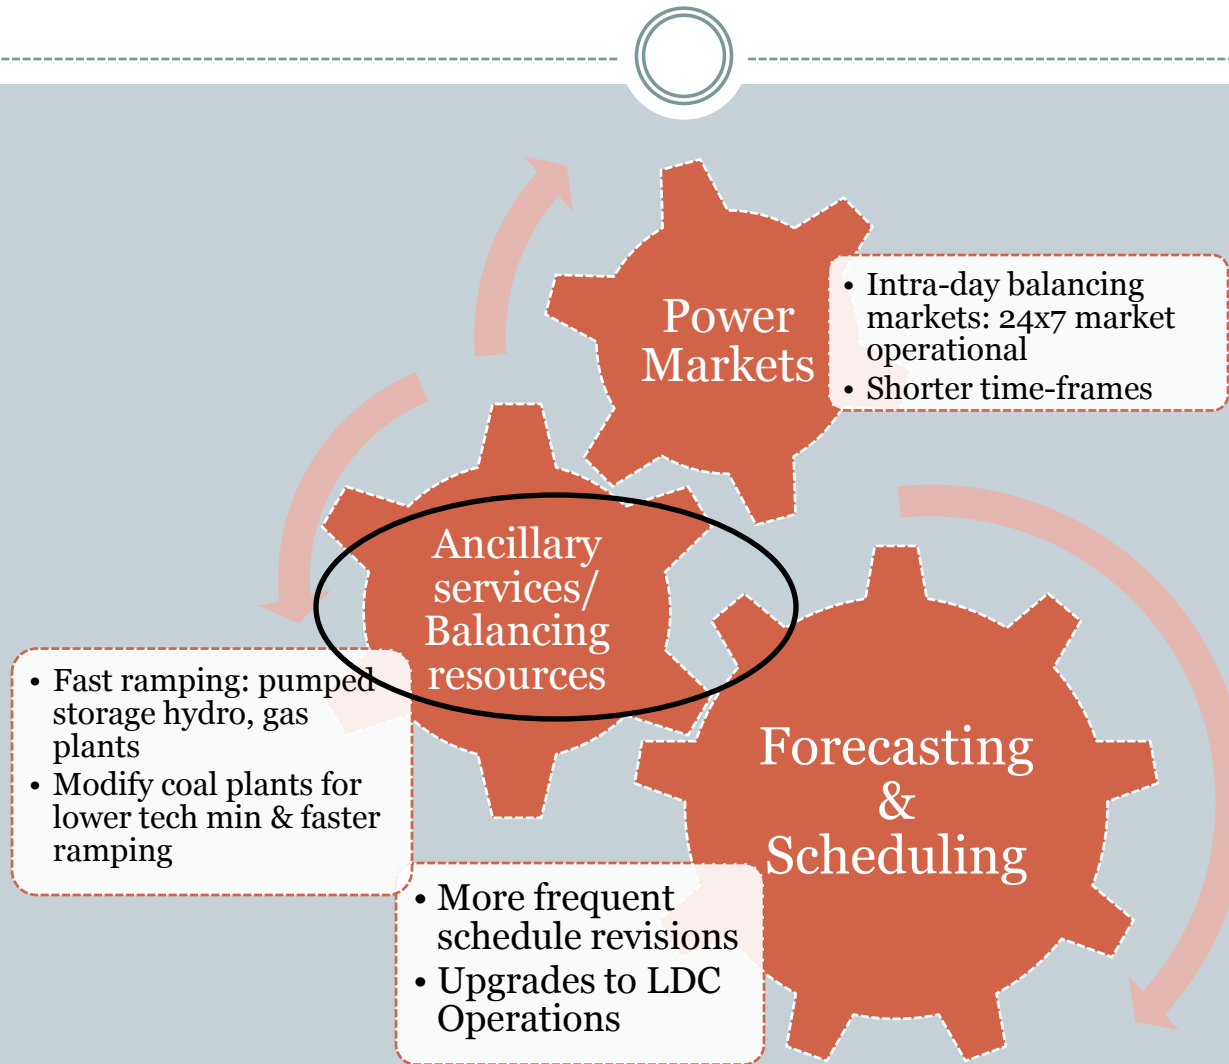 Power
Markets
• Intra-day balancing
markets: 24x7 market
operational
• Shorter time-frames
Ancillary
services/
Balancing
resources
• Fast ramping: pumped
storage hydro, gas
plants
• Modify coal plants for
lower tech min & faster
ramping
Forecasting
&
Scheduling
• More frequent
schedule revisions
• Upgrades to LDC
Operations